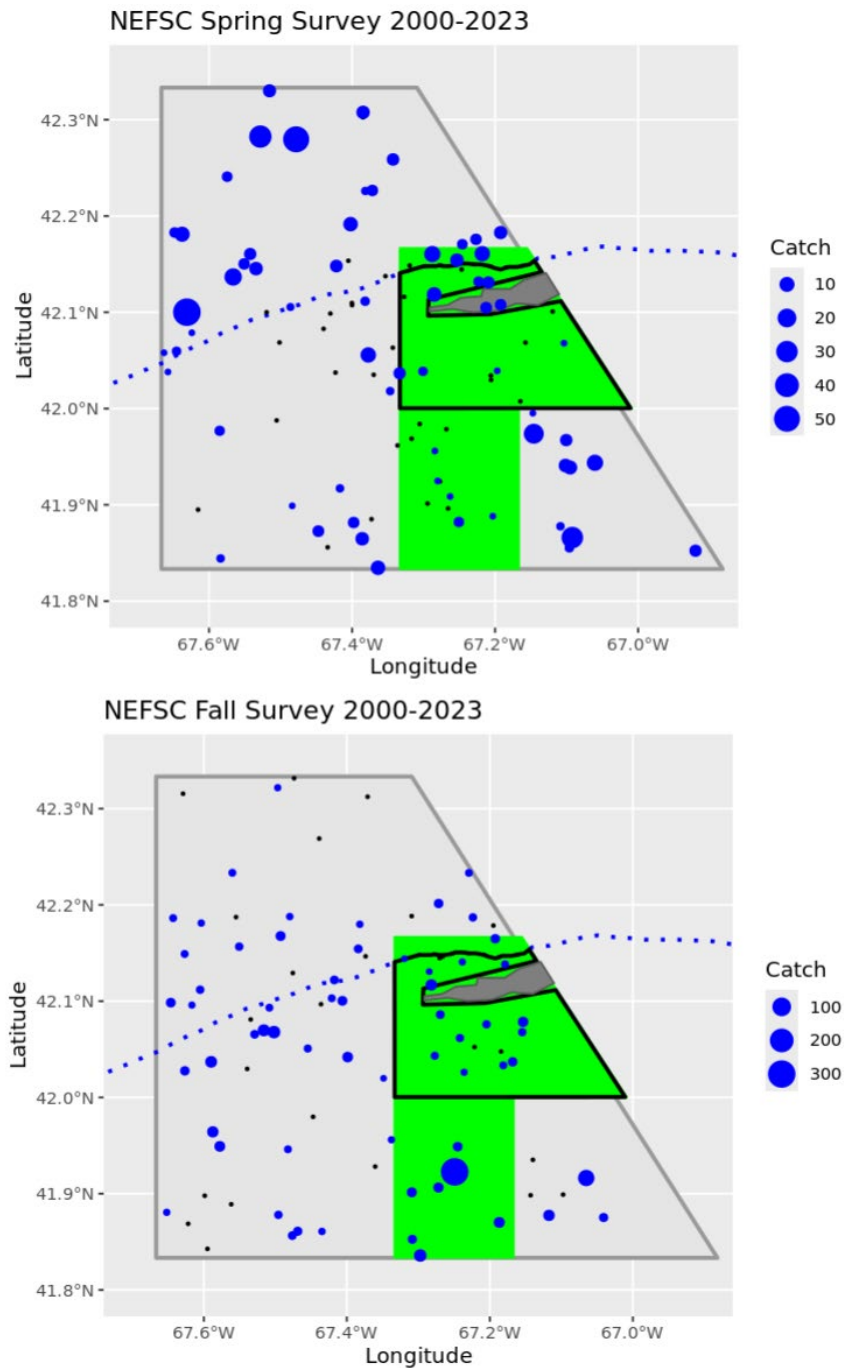 NEFSC Spring Survey 2000-2023
42.3°N
42.2°N
42.1°N
42.0°N
41.9°N
41.8°N
Latitude
67.6°W 67.4°W 67.2°W 67.0°W
Longitude
Catch
10
20
30
40
50
NEFSC Fall Survey 2000-2023
42.3°N
42.2°N
42.1°N
42.0°N
41.9°N
41.8°N
Latitude
67.6°W 67.4°W 67.2°W 67.0°W
Longitude
Catch
100
200
300